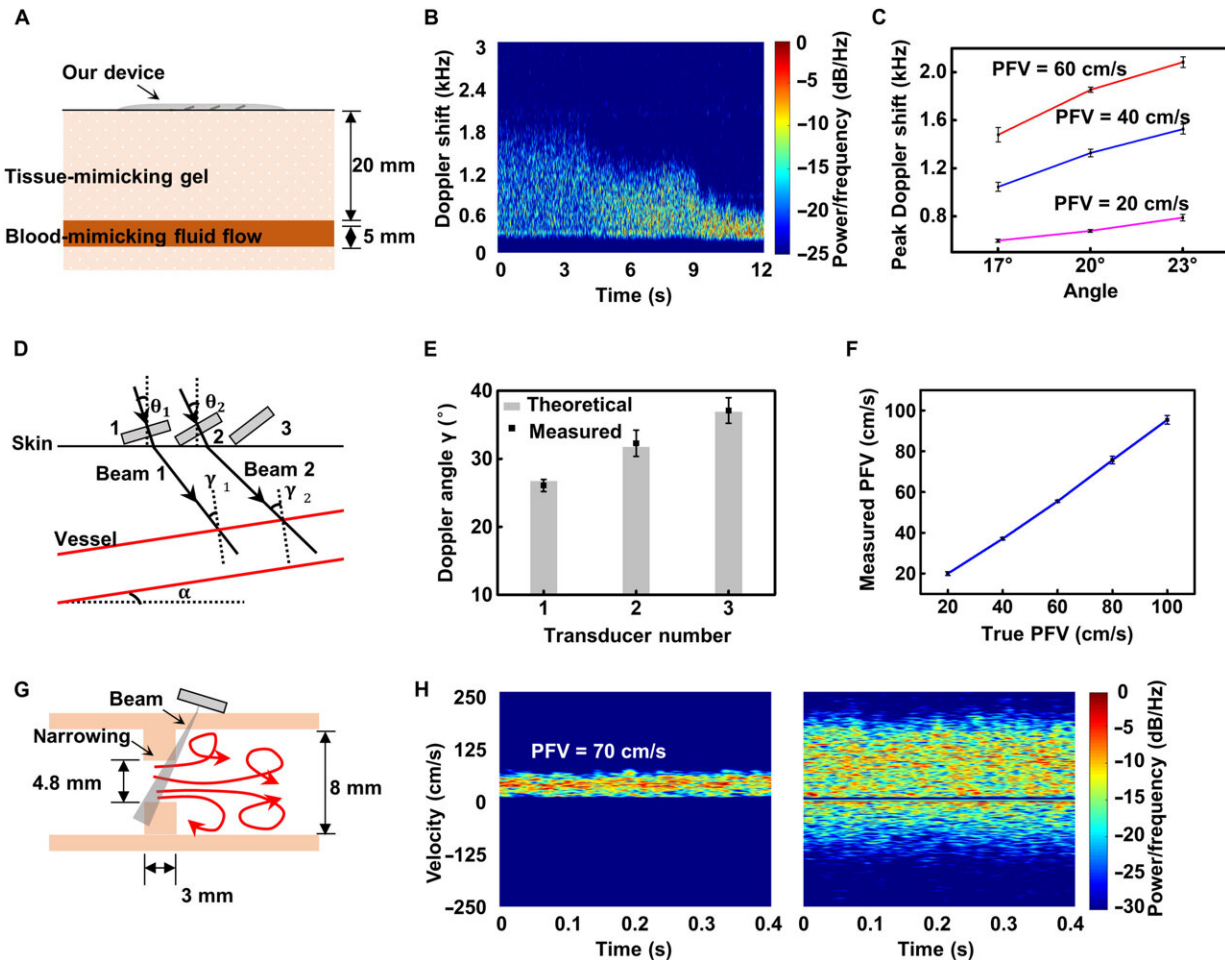 A
Our device
20 mm
Tissue-mimicking gel
Blood-mimicking fluid flow
5 mm
B
Doppler shift (kHz)
3
2.4
1.8
1.2
0.6
0
0 3 6 9 12
Time (s)
0
−5
−10
−15
−20
−25
Power/frequency (dB/Hz)
C
Peak Doppler shift (kHz)
2.0
1.6
1.2
0.8
PFV = 60 cm/s
PFV = 40 cm/s
PFV = 20 cm/s
17° 20° 23°
Angle
D
θ1 θ2
1 2 3
Skin
Beam 1 Beam 2
γ 1 γ 2
Vessel
α
E
Doppler angle γ (°)
40
30
20
10
Theoretical
Measured
1 2 3
Transducer number
F
Measured PFV (cm/s)
100
80
60
40
20
20 40 60 80 100
True PFV (cm/s)
G
Beam
Narrowing
4.8 mm
8 mm
3 mm
H
Velocity (cm/s)
250
125
0
−125
−250
PFV = 70 cm/s
0 0.1 0.2 0.3 0.4
Time (s)
0 0.1 0.2 0.3 0.4
Time (s)
0
−5
−10
−15
−20
−25
−30
Power/frequency (dB/Hz)